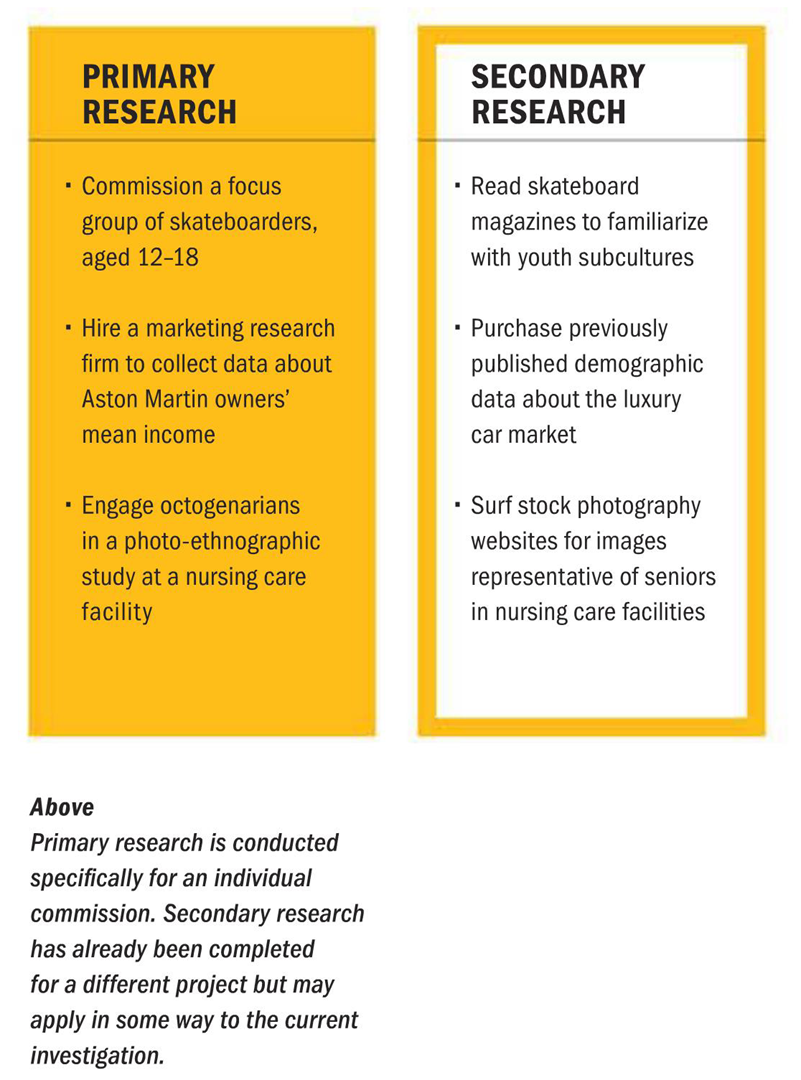 PRIMARY
RESEARCH
· Commission a focus
group of skateboarders,
aged 12–18
· Hire a marketing research
firm to collect data about
Aston Martin owners’
mean income
· Engage octogenarians
in a photo-ethnographic
study at a nursing care
facility
SECONDARY
RESEARCH
· Read skateboard
magazines to familiarize
with youth subcultures
· Purchase previously
published demographic
data about the luxury
car market
· Surf stock photography
websites for images
representative of seniors
in nursing care facilities
Above
Primary research is conducted
specifically for an individual
commission. Secondary research
has already been completed
for a different project but may
apply in some way to the current
investigation.